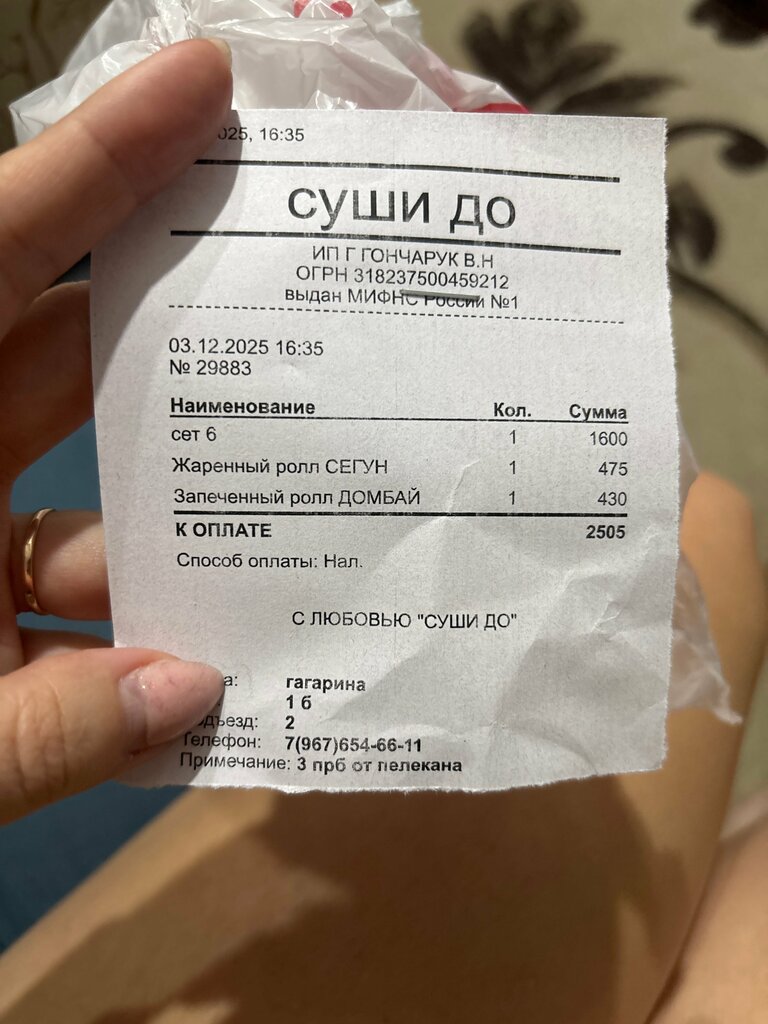 025, 16:35
суши до
ИП Г ГОНЧАРУК В.Н
ОГРН 318237500459212
выдан МИФНС России №1
03.12.2025 16:35
№ 29883
Наименование Кол. Сумма
сет 6 1 1600
Жаренный ролл СЕГУН 1 475
Запеченный ролл ДОМБАЙ 1 430
К ОПЛАТЕ 2505
Способ оплаты: Нал.
С ЛЮБОВЬЮ "СУШИ ДО"
а: гагарина
: 1 б
дъезд: 2
Телефон: 7(967)654-66-11
Примечание: 3 прб от пелекана